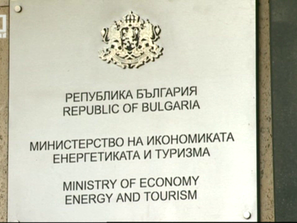 РЕПУБЛИКА БЪЛГАРИЯ
REPUBLIC OF BULGARIA
МИНИСТЕРСТВО НА ИКОНОМИКАТА
ЕНЕРГЕТИКАТА И ТУРИЗМА
MINISTRY OF ECONOMY
ENERGY AND TOURISM